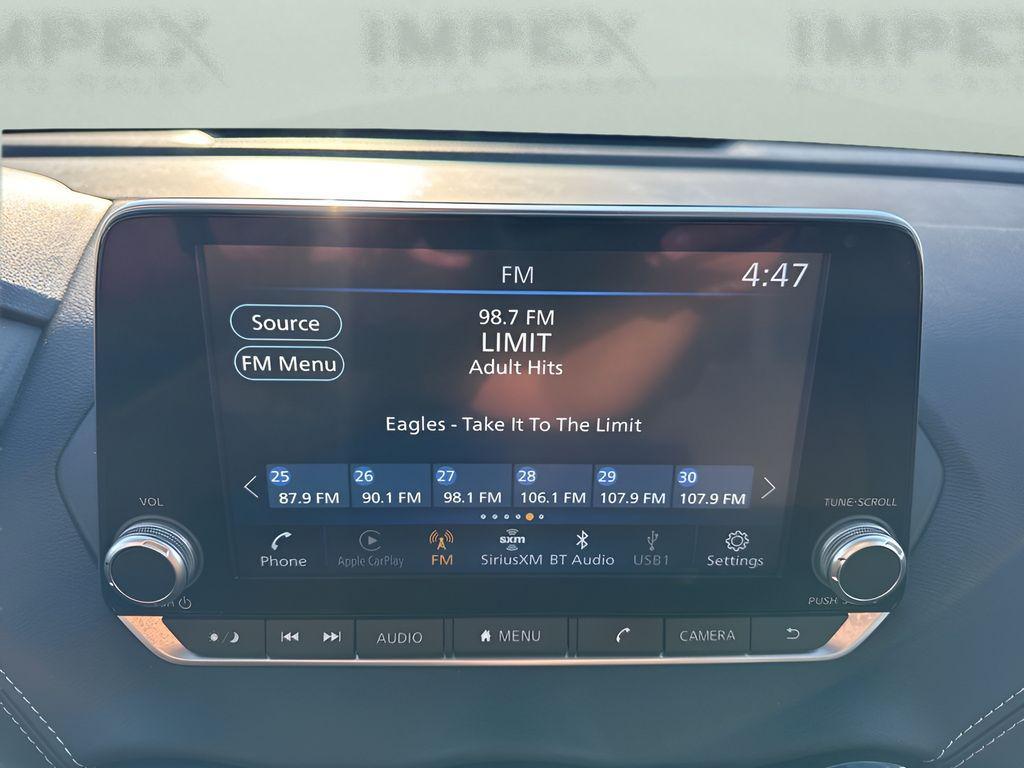 IMPEX IMPEX IMPEX
FM 4:47
Source
FM Menu
98.7 FM
LIMIT
Adult Hits
Eagles - Take It To The Limit
25 26 27 28 29 30
87.9 FM 90.1 FM 98.1 FM 106.1 FM 107.9 FM 107.9 FM
VOL TUNE·SCROLL
Phone Apple CarPlay FM sxm SiriusXM BT Audio USB1 Settings
PUSH
AUDIO MENU CAMERA